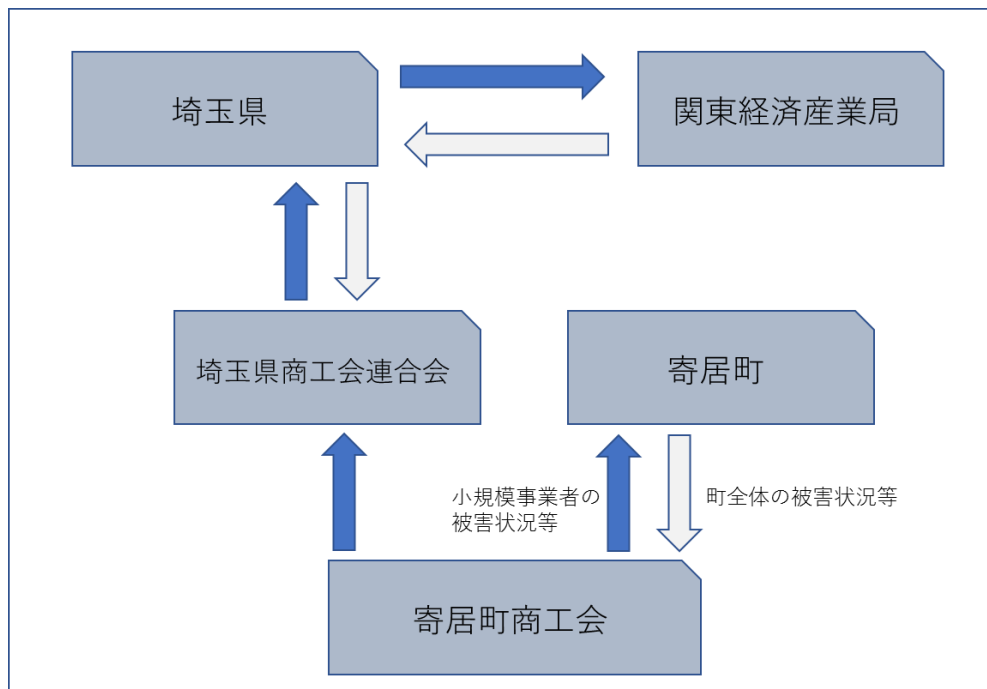 埼玉県
関東経済産業局
埼玉県商工会連合会
寄居町
小規模事業者の
被害状況等
町全体の被害状況等
寄居町商工会